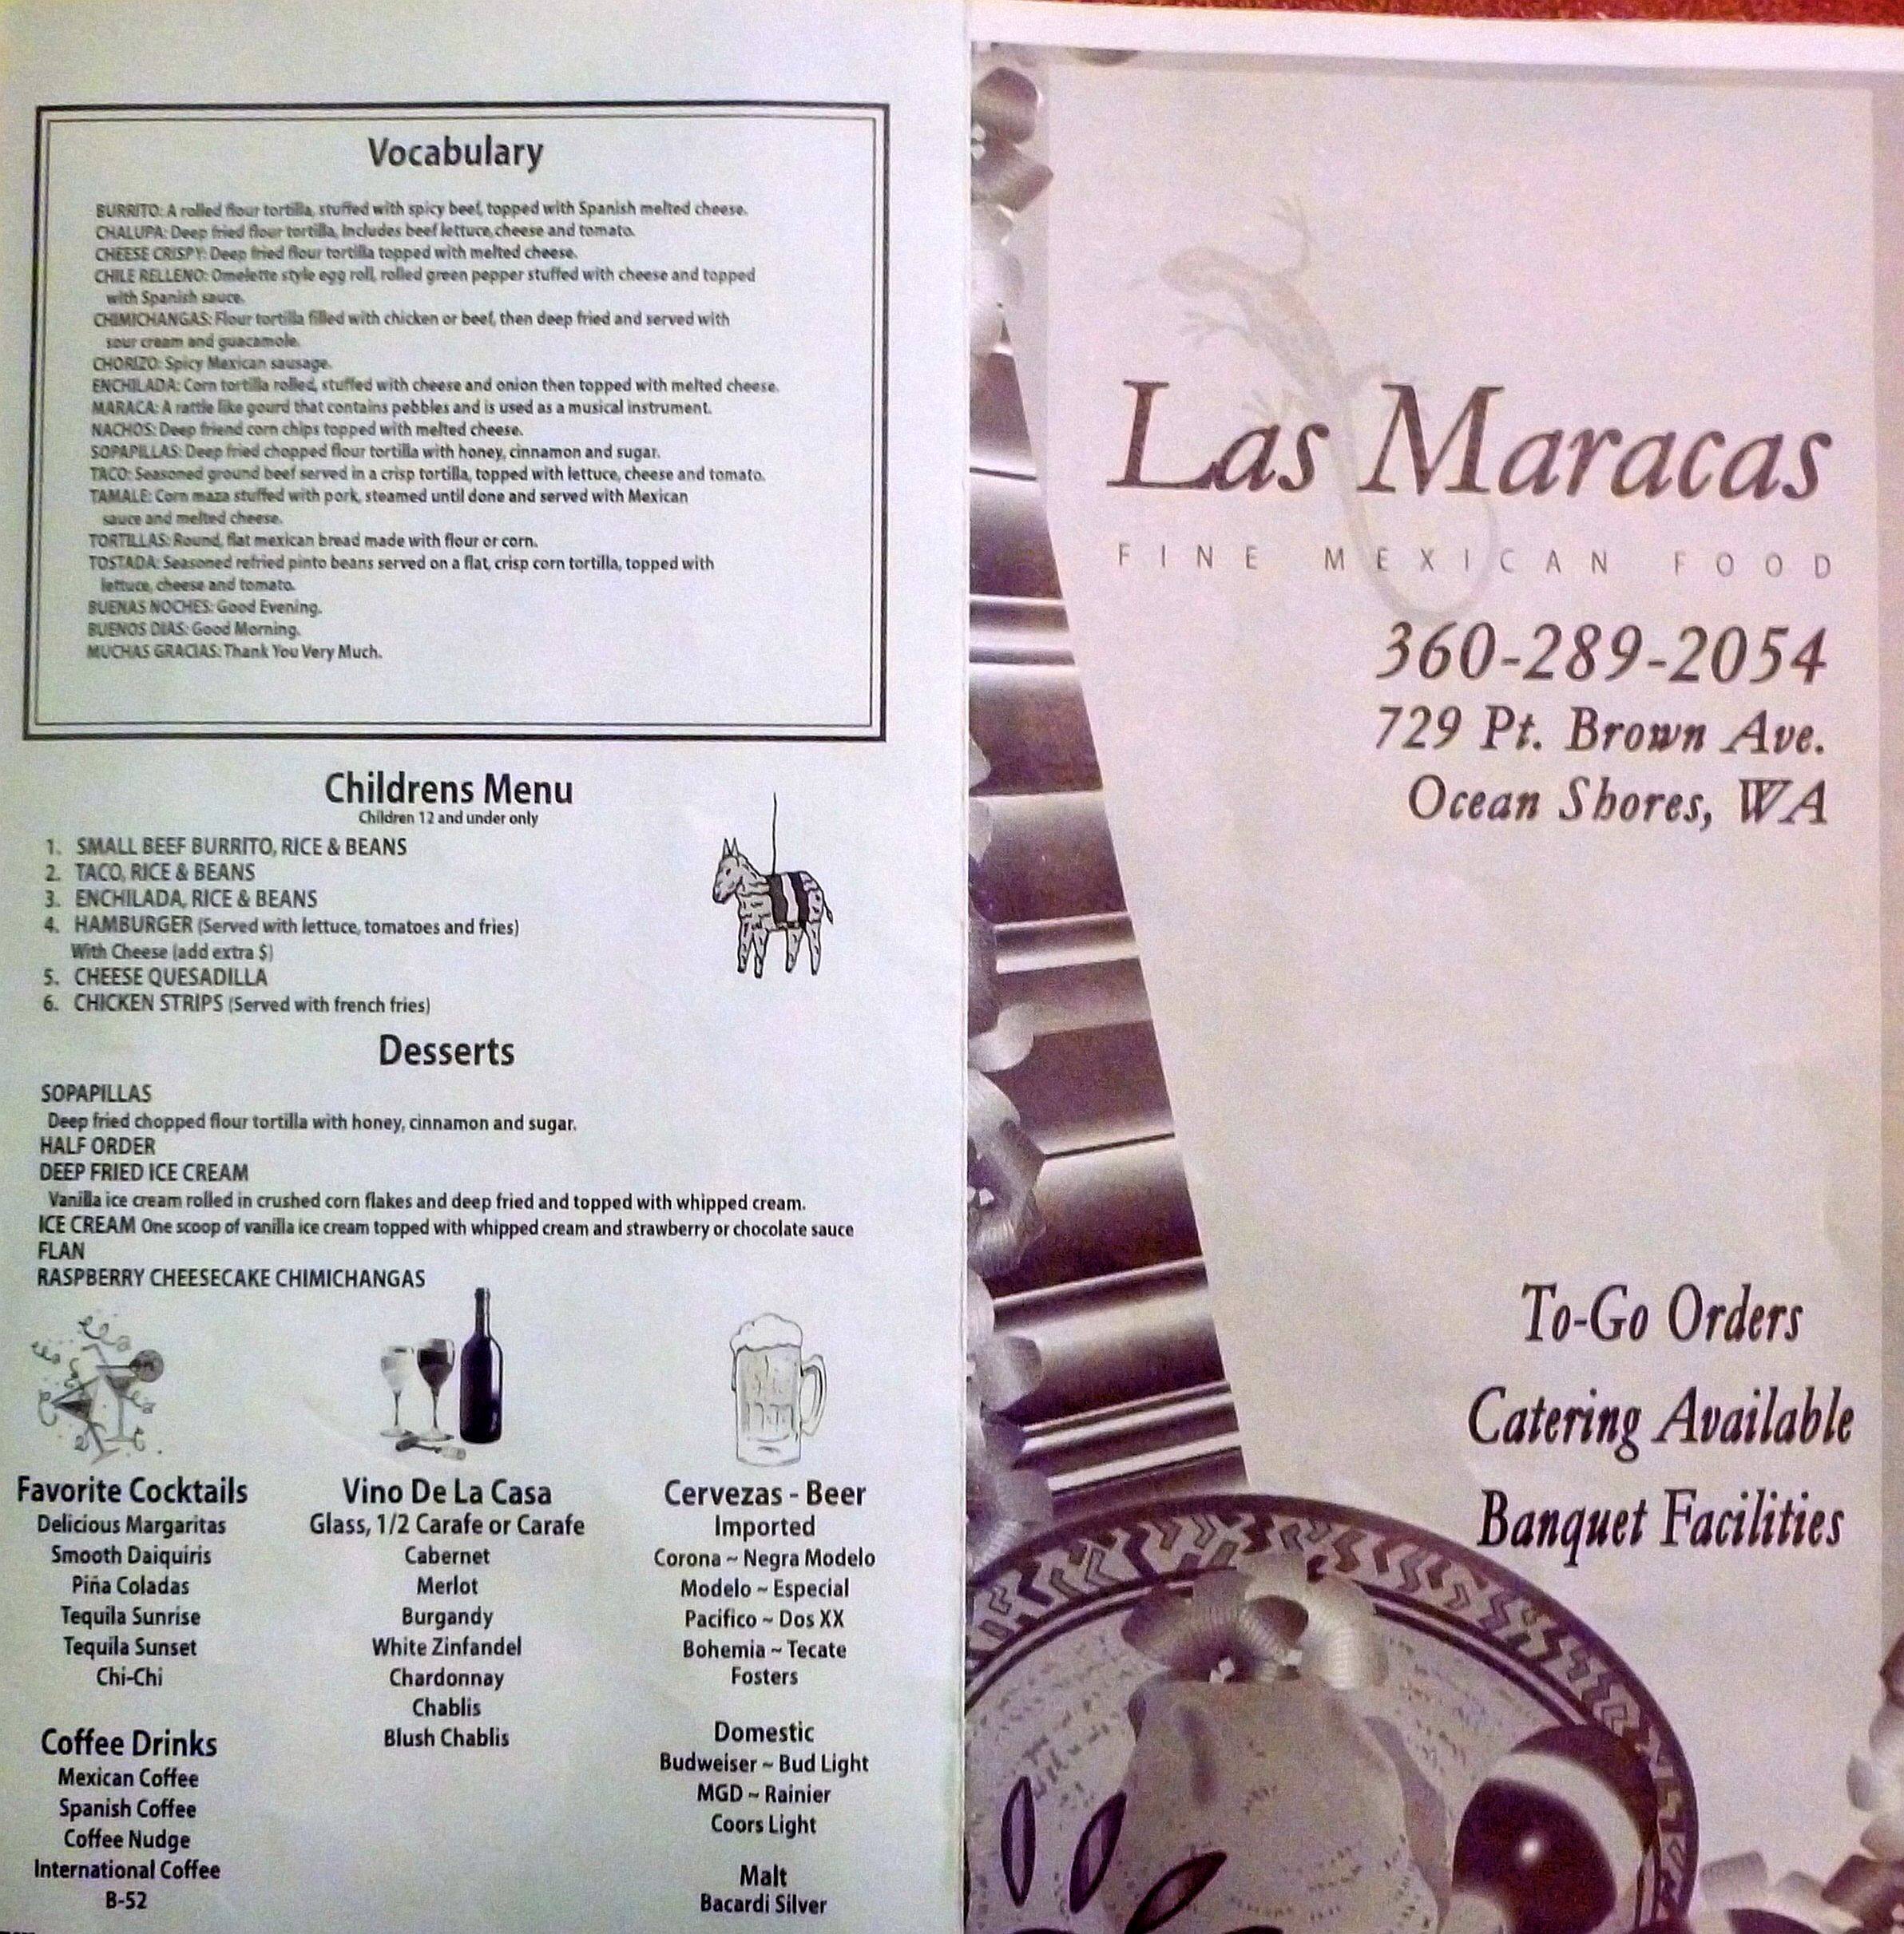 Vocabulary
BURRITO: A rolled flour tortilla, stuffed with spicy beef, topped with Spanish melted cheese.
CHALUPA: Deep fried flour tortilla, Includes beef lettuce, cheese and tomato.
CHEESE CRISPY: Deep fried flour tortilla topped with melted cheese.
CHILE RELLENO: Omelette style egg roll, rolled green pepper stuffed with cheese and topped
with Spanish sauce.
CHIMICHANGAS: Flour tortilla filled with chicken or beef, then deep fried and served with
sour cream and guacamole.
CHORIZO: Spicy Mexican sausage.
ENCHILADA: Corn tortilla rolled, stuffed with cheese and onion then topped with melted cheese.
MARACA: A rattle like gourd that contains pebbles and is used as a musical instrument.
NACHOS: Deep friend corn chips topped with melted cheese.
SOPAPILLAS: Deep fried chopped flour tortilla with honey, cinnamon and sugar.
TACO: Seasoned ground beef served in a crisp tortilla, topped with lettuce, cheese and tomato.
TAMALE: Corn maza stuffed with pork, steamed until done and served with Mexican
sauce and melted cheese.
TORTILLAS: Round, flat mexican bread made with flour or corn.
TOSTADA: Seasoned refried pinto beans served on a flat, crisp corn tortilla, topped with
lettuce, cheese and tomato.
BUENAS NOCHES: Good Evening.
BUENOS DIAS: Good Morning.
MUCHAS GRACIAS: Thank You Very Much.
Childrens Menu
Children 12 and under only
1. SMALL BEEF BURRITO, RICE & BEANS
2. TACO, RICE & BEANS
3. ENCHILADA, RICE & BEANS
4. HAMBURGER (Served with lettuce, tomatoes and fries)
With Cheese (add extra $)
5. CHEESE QUESADILLA
6. CHICKEN STRIPS (Served with french fries)
Desserts
SOPAPILLAS
Deep fried chopped flour tortilla with honey, cinnamon and sugar.
HALF ORDER
DEEP FRIED ICE CREAM
Vanilla ice cream rolled in crushed corn flakes and deep fried and topped with whipped cream.
ICE CREAM One scoop of vanilla ice cream topped with whipped cream and strawberry or chocolate sauce
FLAN
RASPBERRY CHEESECAKE CHIMICHANGAS
Favorite Cocktails
Delicious Margaritas
Smooth Daiquiris
Piña Coladas
Tequila Sunrise
Tequila Sunset
Chi-Chi
Coffee Drinks
Mexican Coffee
Spanish Coffee
Coffee Nudge
International Coffee
B-52
Vino De La Casa
Glass, 1/2 Carafe or Carafe
Cabernet
Merlot
Burgandy
White Zinfandel
Chardonnay
Chablis
Blush Chablis
Cervezas - Beer
Imported
Corona ~ Negra Modelo
Modelo ~ Especial
Pacifico ~ Dos XX
Bohemia ~ Tecate
Fosters
Domestic
Budweiser ~ Bud Light
MGD ~ Rainier
Coors Light
Malt
Bacardi Silver
Las Maracas
FINE MEXICAN FOOD
360-289-2054
729 Pt. Brown Ave.
Ocean Shores, WA
To-Go Orders
Catering Available
Banquet Facilities